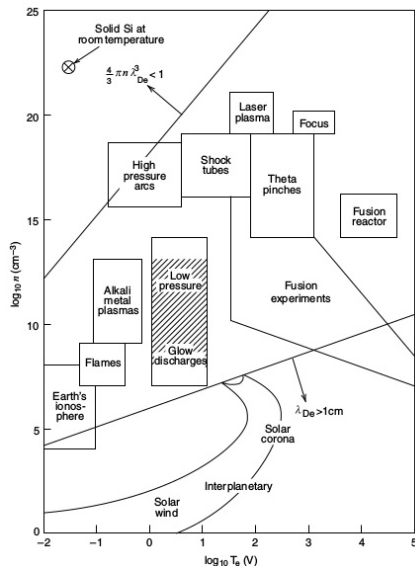 25
20
15
10
5
0
log₁₀ n (cm⁻³)
Solid Si at
room temperature
4/3 πnλ³De < 1
Laser
plasma
Focus
High
pressure
arcs
Shock
tubes
Theta
pinches
Fusion
reactor
Alkali
metal
plasmas
Low
pressure
Glow
discharges
Fusion
experiments
Flames
Earth's
ionos-
phere
λDe>1cm
Solar
corona
Interplanetary
Solar
wind
−2
−1
0
1
2
3
4
5
log₁₀ Tₑ (V)